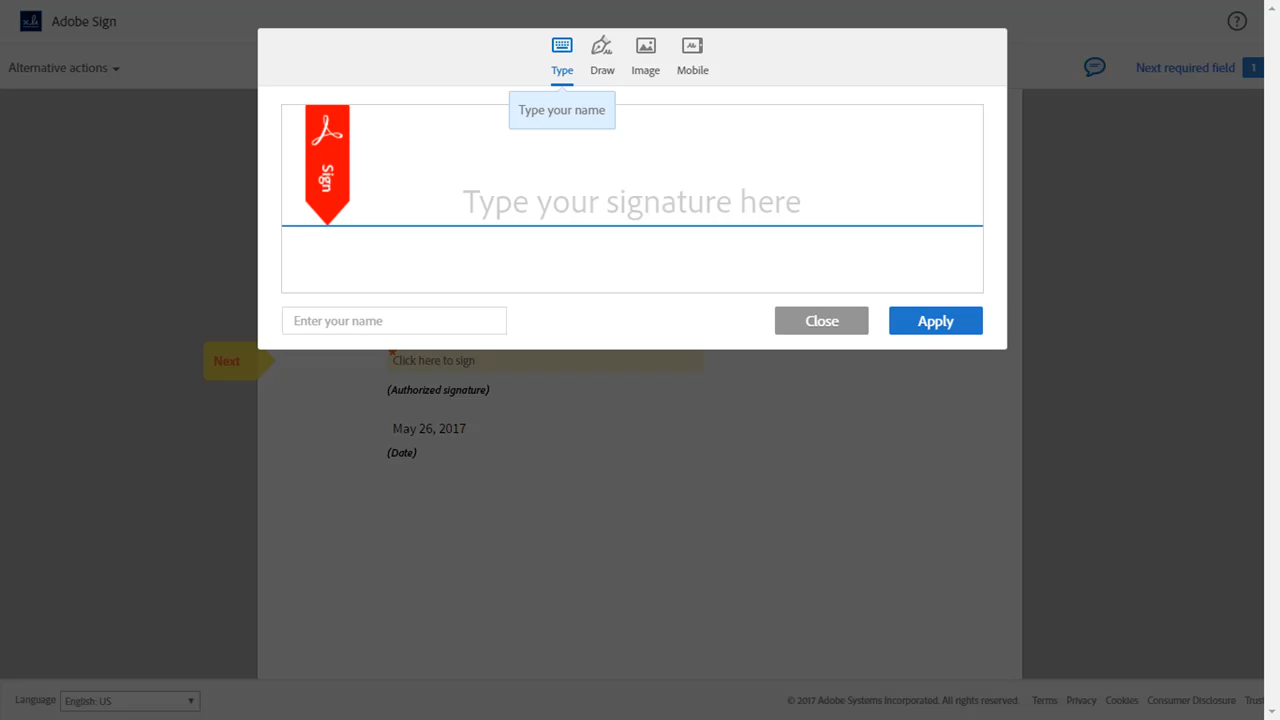 Adobe Sign
?
Type
Draw
Image
Mobile
Alternative actions
Next required field
1
Type your name
Sign
Type your signature here
Enter your name
Close
Apply
Next
*
Click here to sign
(Authorized signature)
May 26, 2017
(Date)
Language
English: US
© 2017 Adobe Systems Incorporated. All rights reserved.
Terms
Privacy
Cookies
Consumer Disclosure
Trust